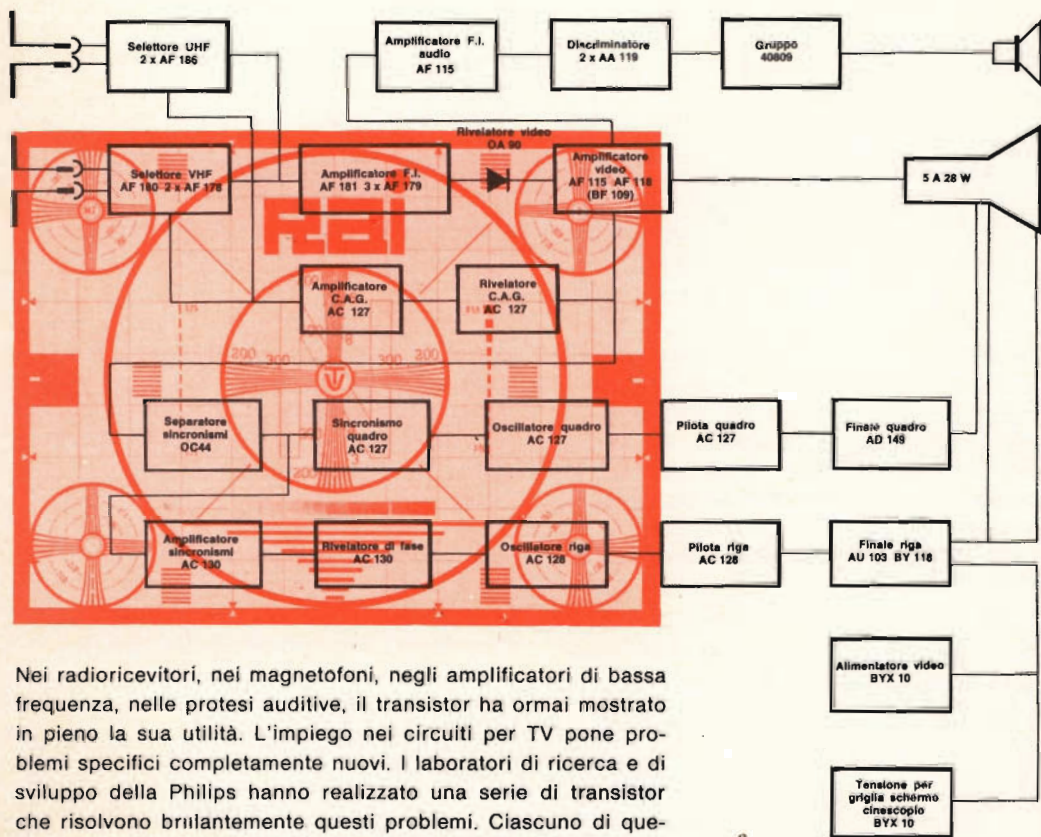 Selettore UHF
2 x AF 186
Amplificatore F.I.
audio
AF 115
Discriminatore
2 x AA 119
Gruppo
40809
Rivelatore video
OA 90
Selettore VHF
AF 180 2 x AF 178
Amplificatore F.I.
AF 181 3 x AF 179
Amplificatore
video
AF 115 AF 118
(BF 109)
5 A 28 W
RAI
Amplificatore
C.A.G.
AC 127
Rivelatore
C.A.G.
AC 127
200 300
300 200
200
Separatore
sincronismi
OC44
Sincronismo
quadro
AC 127
Oscillatore quadro
AC 127
Pilota quadro
AC 127
Finale quadro
AD 149
Amplificatore
sincronismi
AC 130
Rivelatore di fase
AC 130
Oscillatore riga
AC 128
Pilota riga
AC 128
Finale riga
AU 103 BY 118
Alimentatore video
BYX 10
Tensione per
griglia schermo
cinescopio
BYX 10
Nei radioricevitori, nei magnetofoni, negli amplificatori di bassa
frequenza, nelle protesi auditive, il transistor ha ormai mostrato
in pieno la sua utilità. L'impiego nei circuiti per TV pone pro-
blemi specifici completamente nuovi. I laboratori di ricerca e di
sviluppo della Philips hanno realizzato una serie di transistor
che risolvono brillantemente questi problemi. Ciascuno di que-